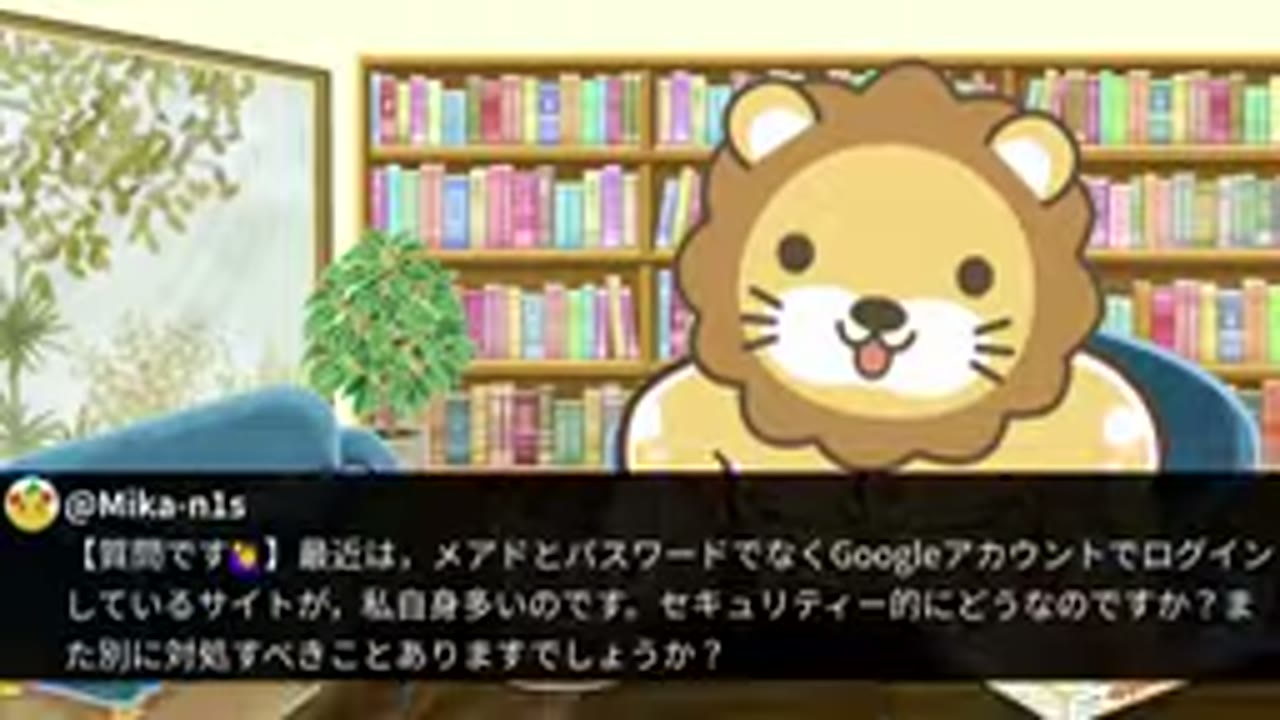 @Mika-n1s
【質問です🙋‍♀️】最近は，メアドとパスワードでなくGoogleアカウントでログイン
しているサイトが，私自身多いのです。セキュリティー的にどうなのですか？ま
た別に対処すべきことありますでしょうか？